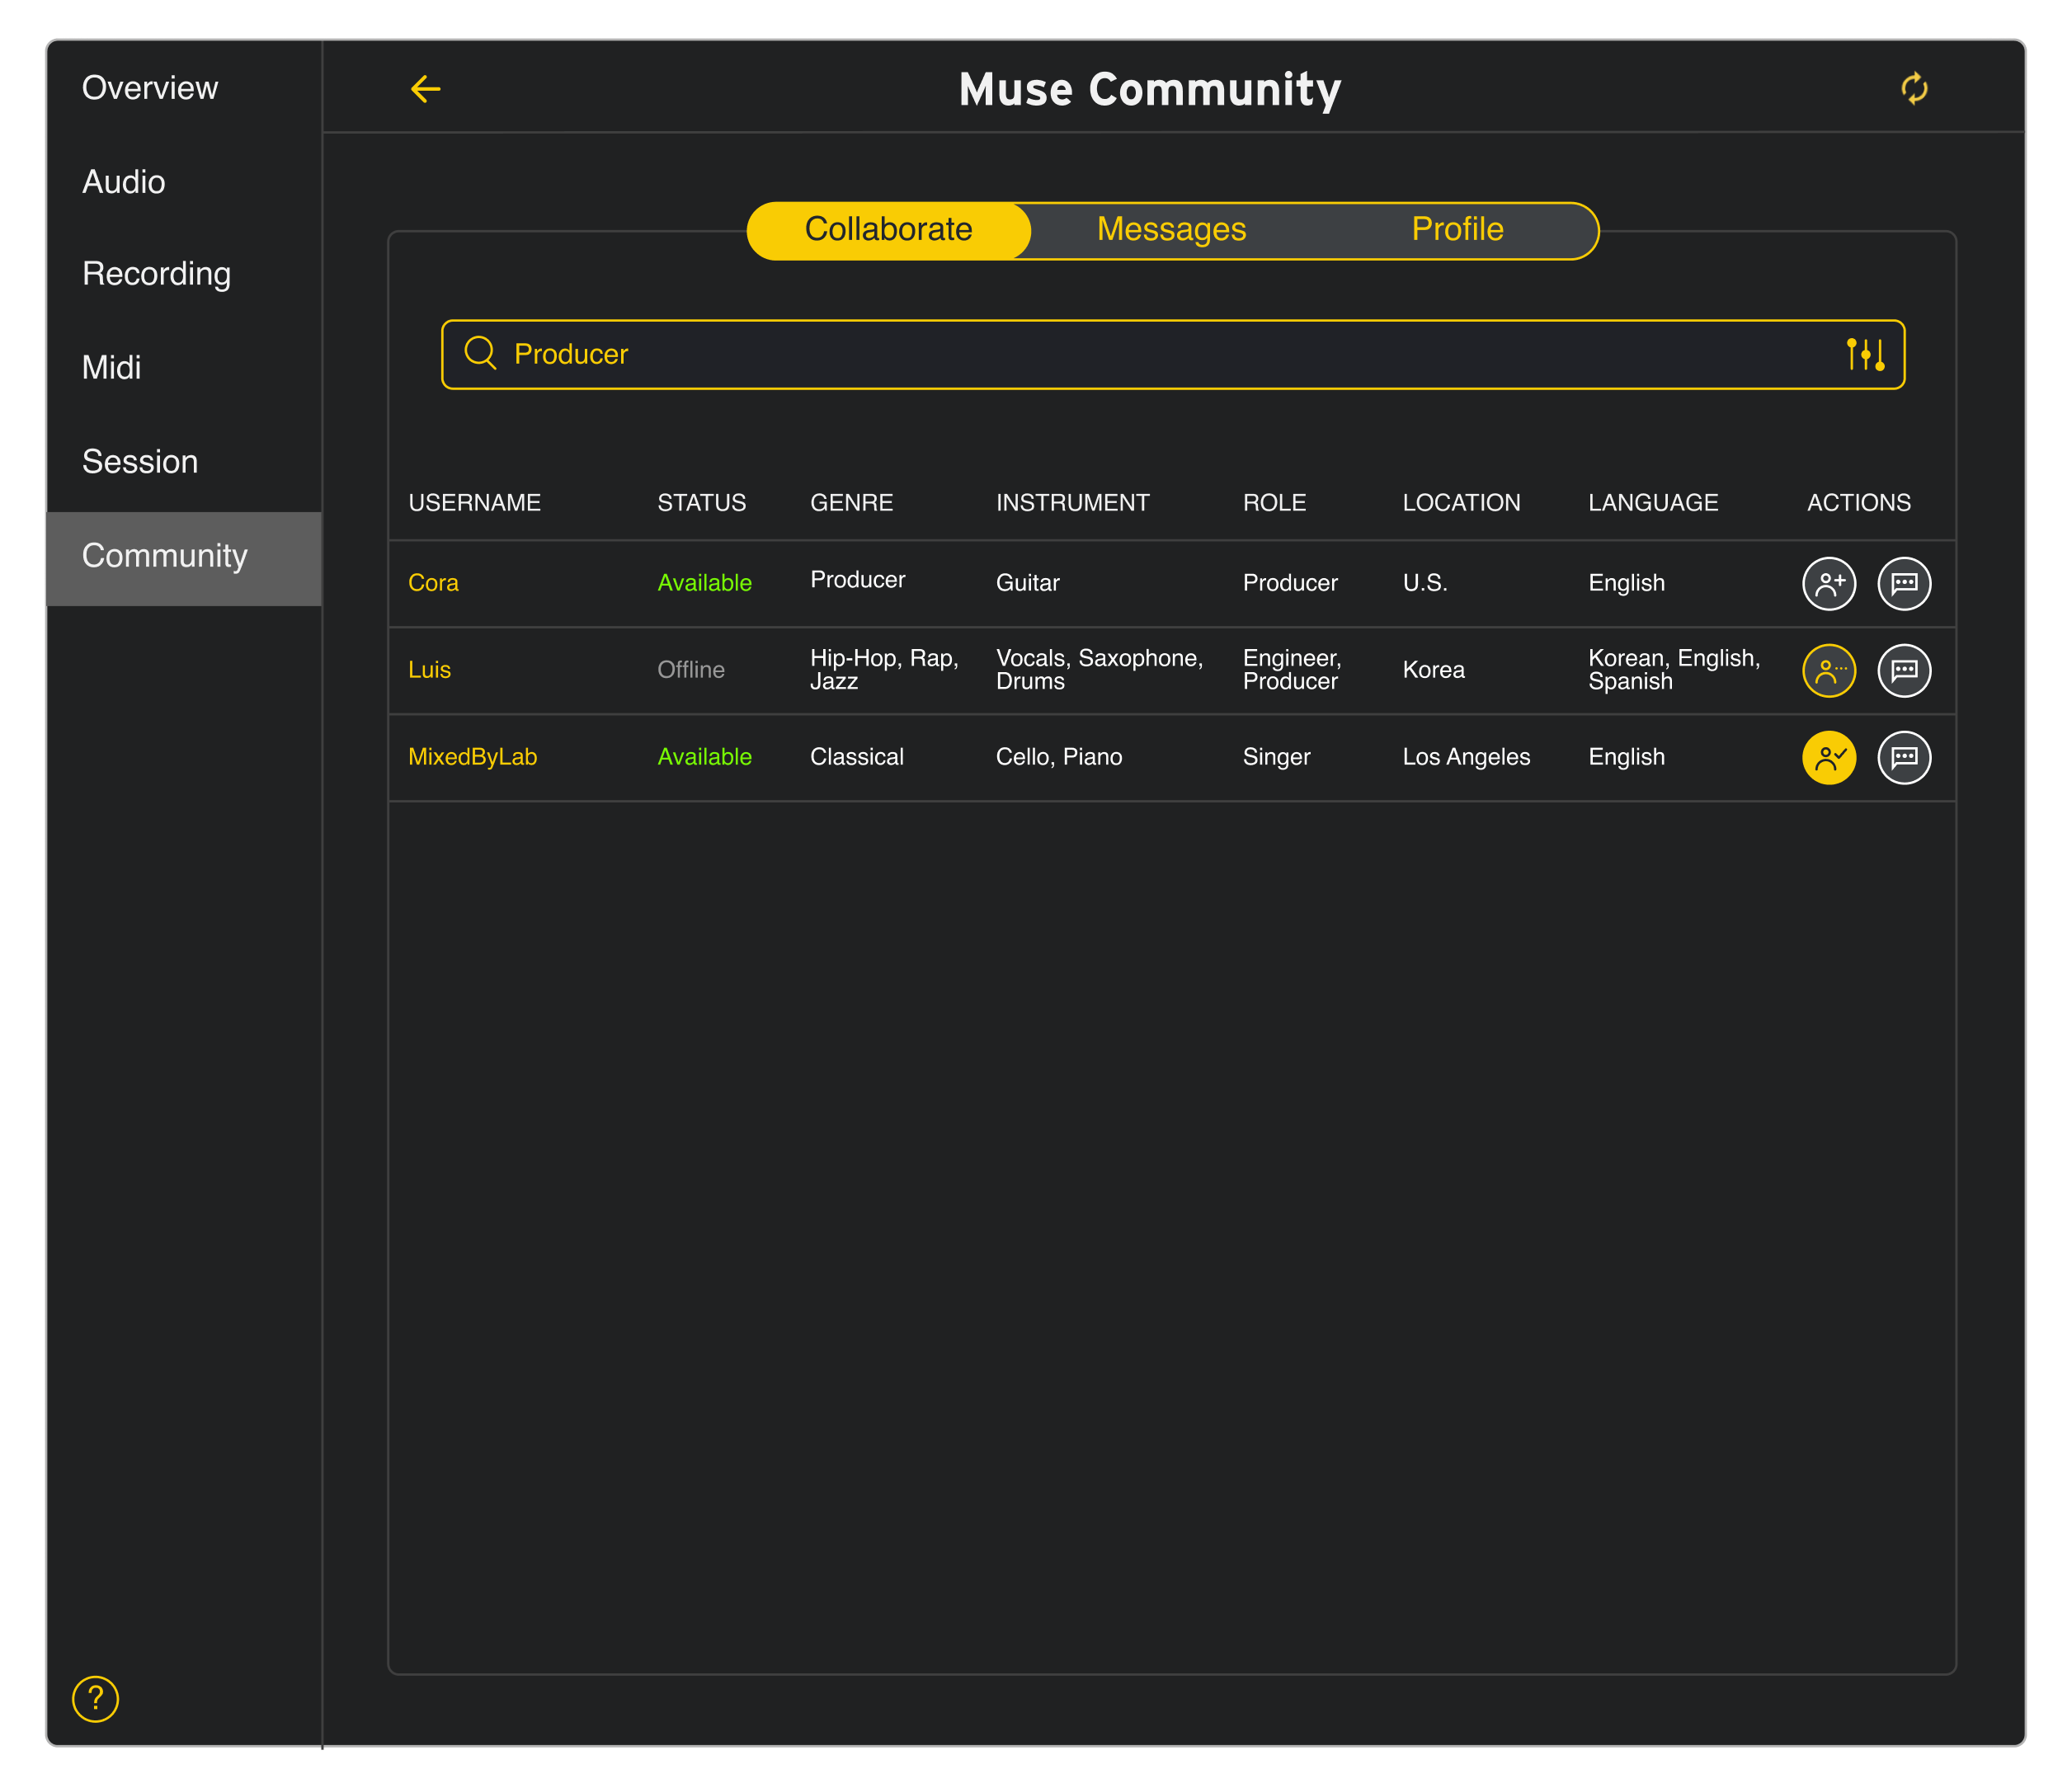 Overview
Audio
Recording
Midi
Session
Community
?
Muse Community
Collaborate Messages Profile
Producer
USERNAME STATUS GENRE INSTRUMENT ROLE LOCATION LANGUAGE ACTIONS
Cora Available Producer Guitar Producer U.S. English
Luis Offline Hip-Hop, Rap, Vocals, Saxophone, Engineer, Korea Korean, English,
Jazz Drums Producer Spanish
MixedByLab Available Classical Cello, Piano Singer Los Angeles English